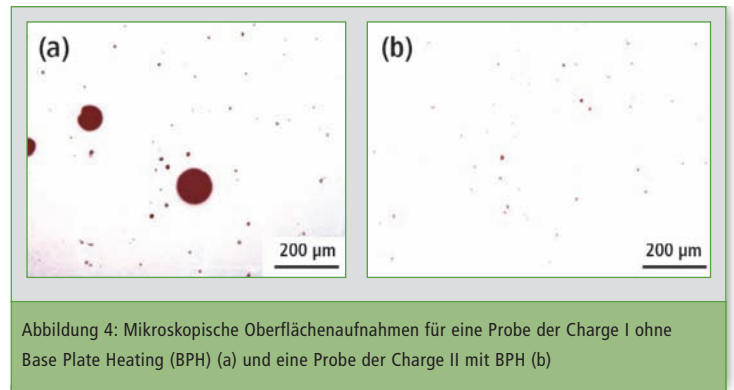 (a)
(b)
200 µm
200 µm
Abbildung 4: Mikroskopische Oberflächenaufnahmen für eine Probe der Charge I ohne
Base Plate Heating (BPH) (a) und eine Probe der Charge II mit BPH (b)